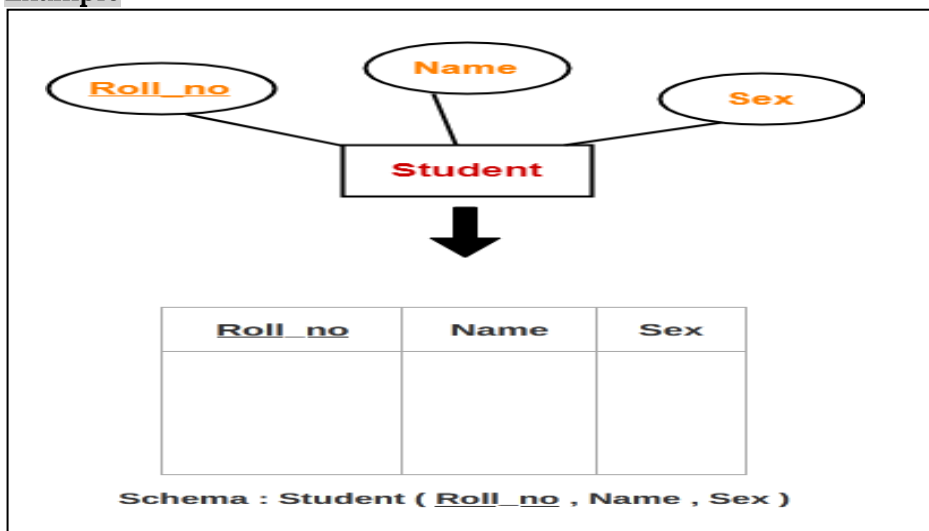 Name
Roll_no
Sex
Student
Roll_no Name Sex
Schema : Student ( Roll_no , Name , Sex )